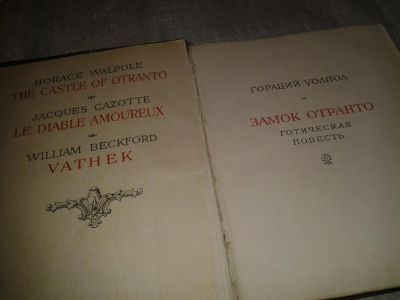 HORACE WALPOLE
THE CASTLE OF OTRANTO
JACQUES CAZOTTE
LE DIABLE AMOUREUX
WILLIAM BECKFORD
VATHEK
ГОРАЦИЙ УОЛПОЛ
ЗАМОК ОТРАНТО
ГОТИЧЕСКАЯ
ПОВЕСТЬ